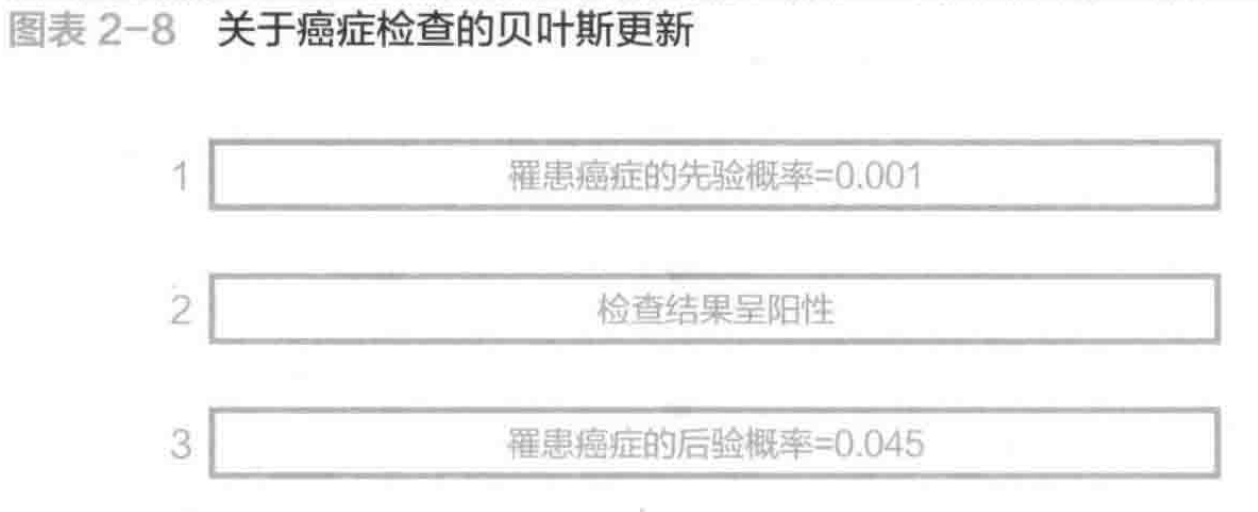 图表 2-8 关于癌症检查的贝叶斯更新
1 罹患癌症的先验概率=0.001
2 检查结果呈阳性
3 罹患癌症的后验概率=0.045